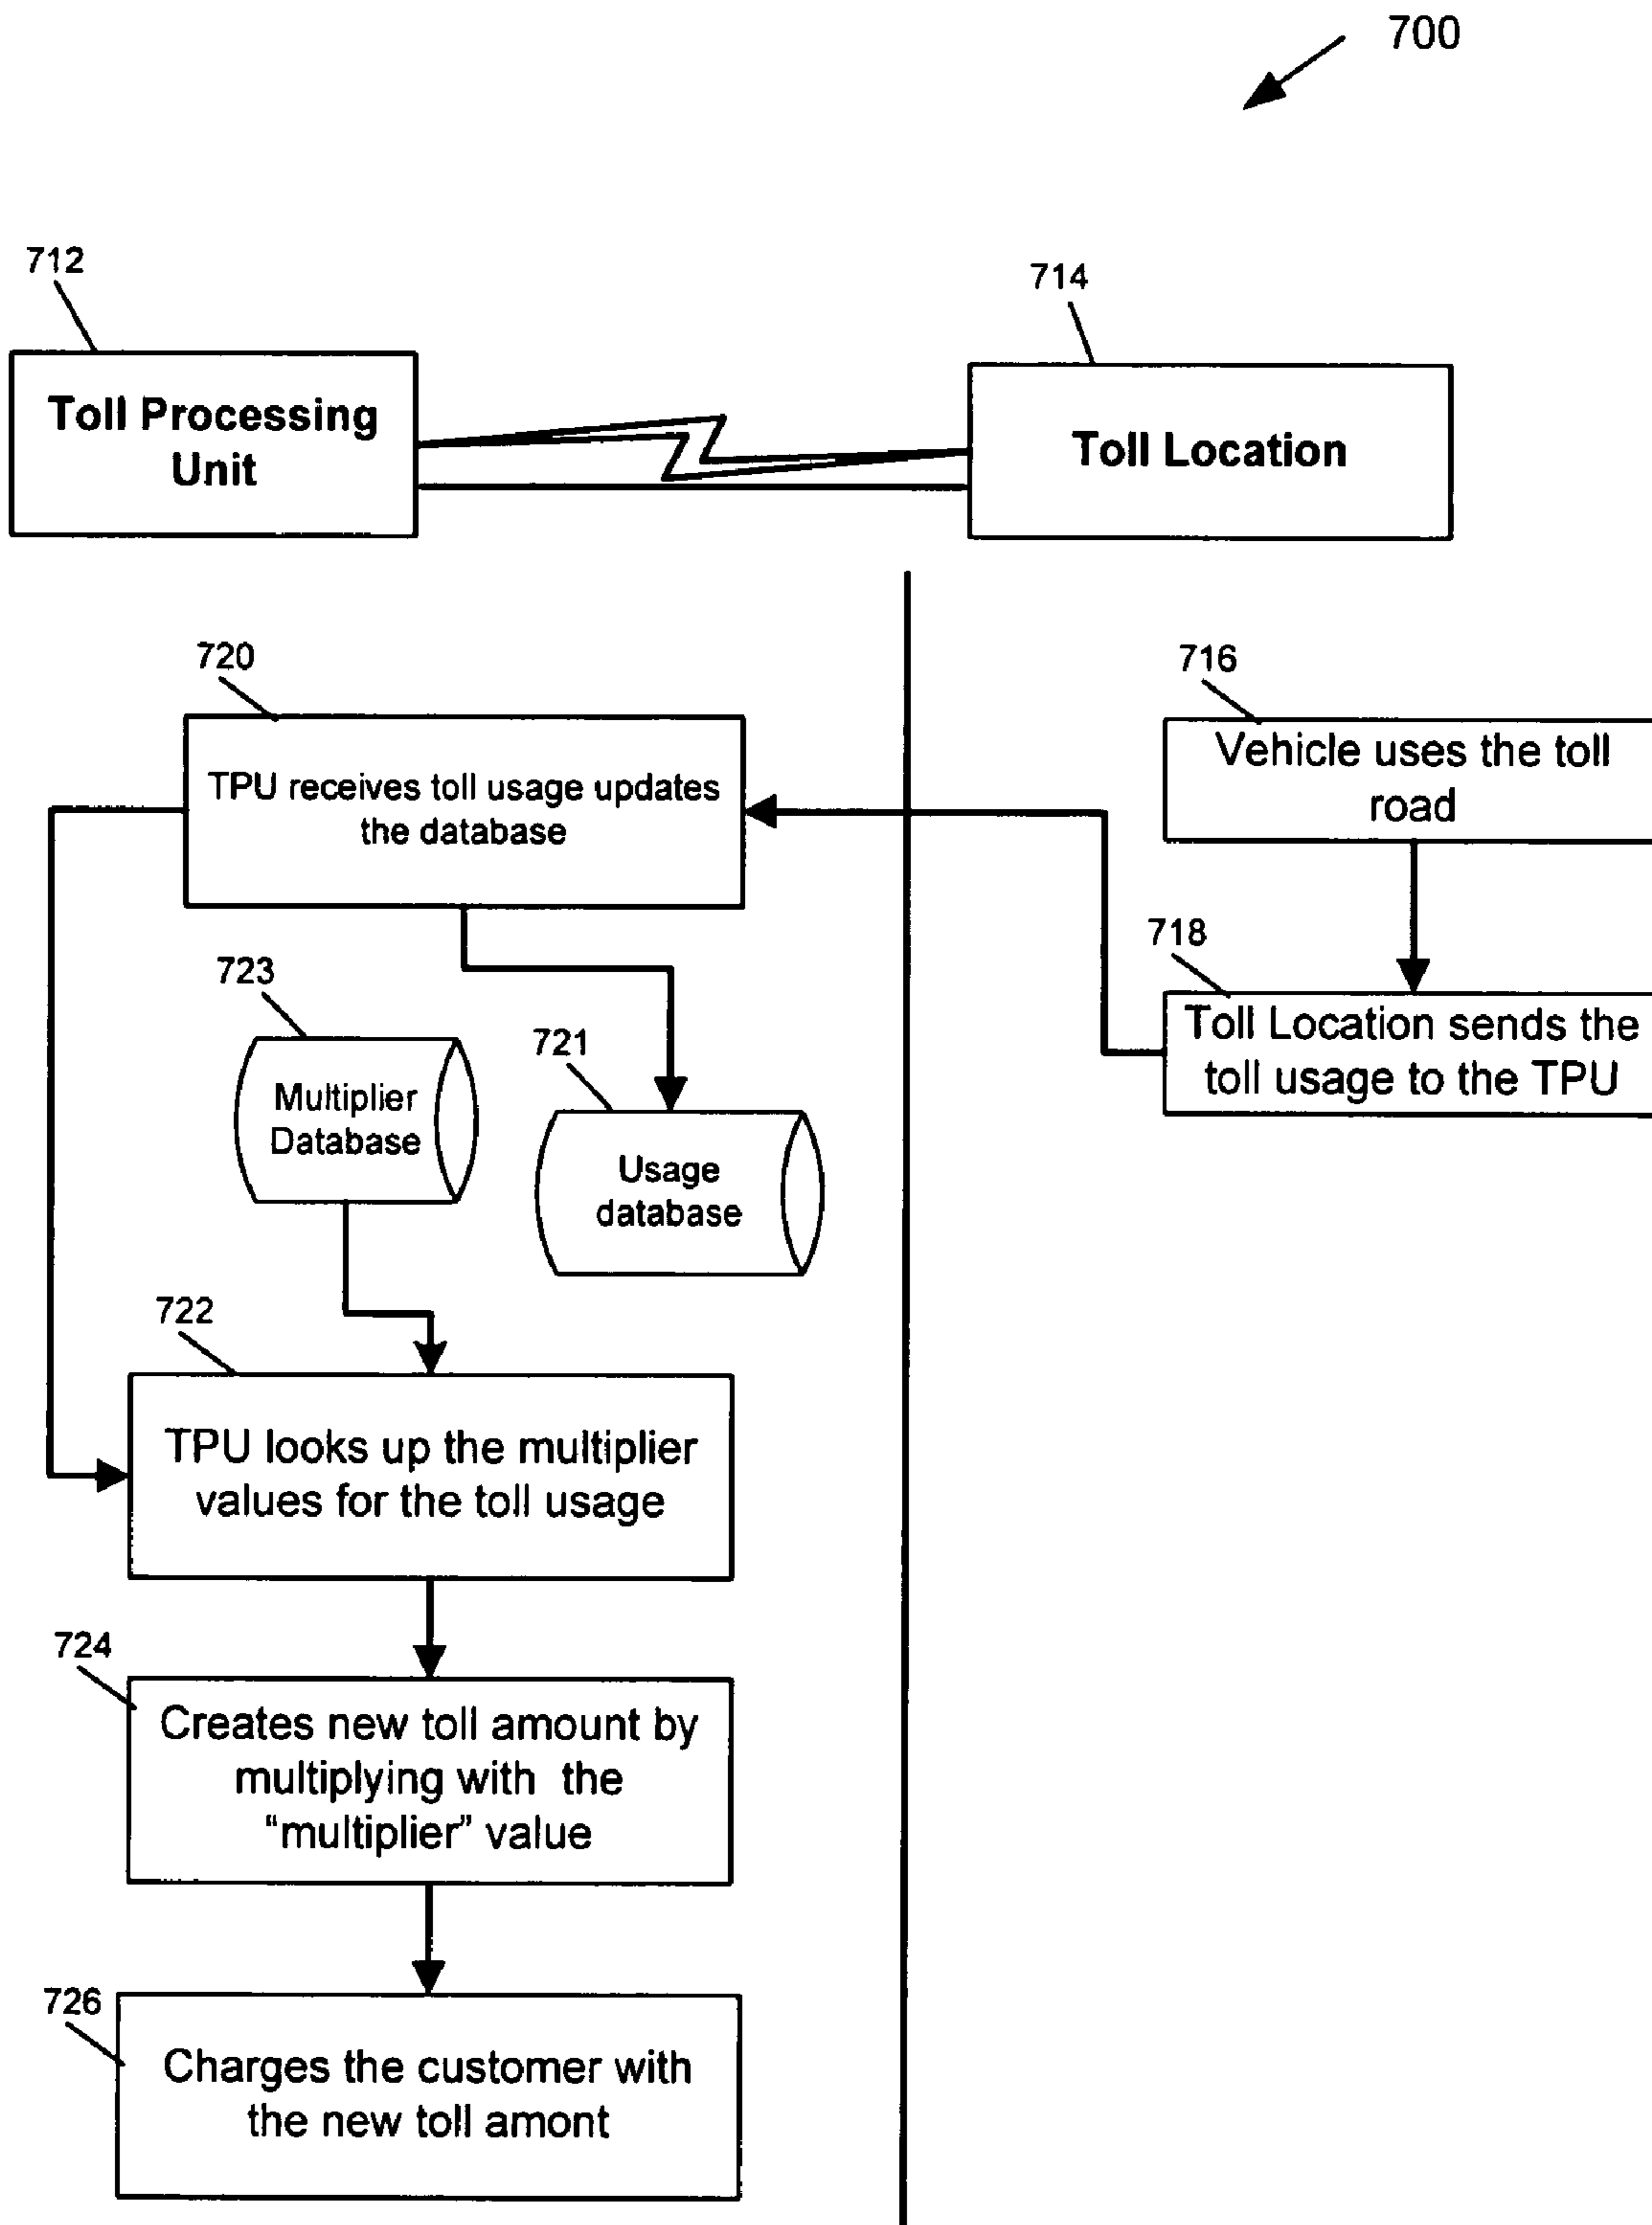 700
712
714
Toll Processing
Unit
Toll Location
720
716
TPU receives toll usage updates
the database
Vehicle uses the toll
road
718
Toll Location sends the
toll usage to the TPU
723
721
Multiplier
Database
Usage
database
722
TPU looks up the multiplier
values for the toll usage
724
Creates new toll amount by
multiplying with the
“multiplier” value
726
Charges the customer with
the new toll amont